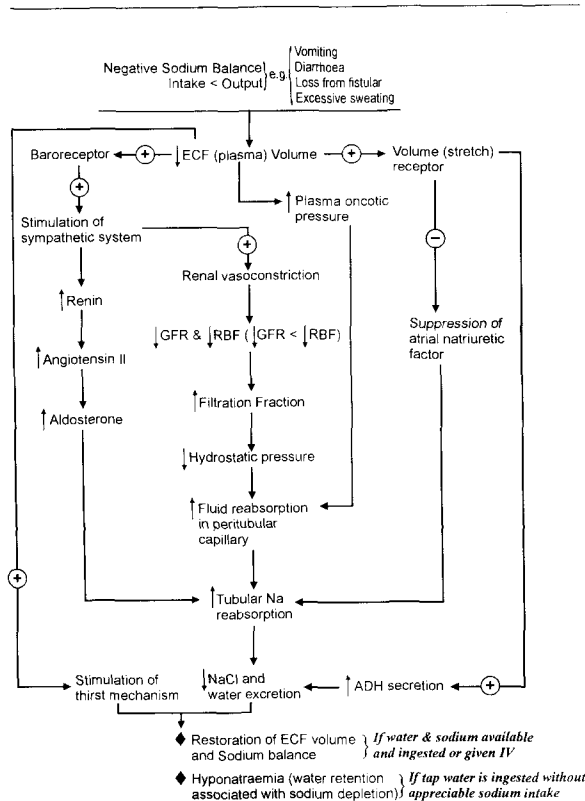 Negative Sodium Balance
Intake < Output
e.g.
Vomiting
Diarrhoea
Loss from fistular
Excessive sweating
Baroreceptor
+
↓ ECF (plasma) Volume
+
Volume (stretch)
receptor
+
↑ Plasma oncotic
pressure
Stimulation of
sympathetic system
+
−
Renal vasoconstriction
↑ Renin
↓GFR & ↓RBF (↓GFR < ↓RBF)
Suppression of
atrial natriuretic
factor
↑ Angiotensin II
↑ Filtration Fraction
↑ Aldosterone
↓ Hydrostatic pressure
↑ Fluid reabsorption
in peritubular
capillary
+
↑ Tubular Na
reabsorption
Stimulation of
thirst mechanism
↓ NaCl and
water excretion
↑ ADH secretion
+
◆ Restoration of ECF volume
and Sodium balance
If water & sodium available
and ingested or given IV
◆ Hyponatraemia (water retention
associated with sodium depletion)
If tap water is ingested without
appreciable sodium intake